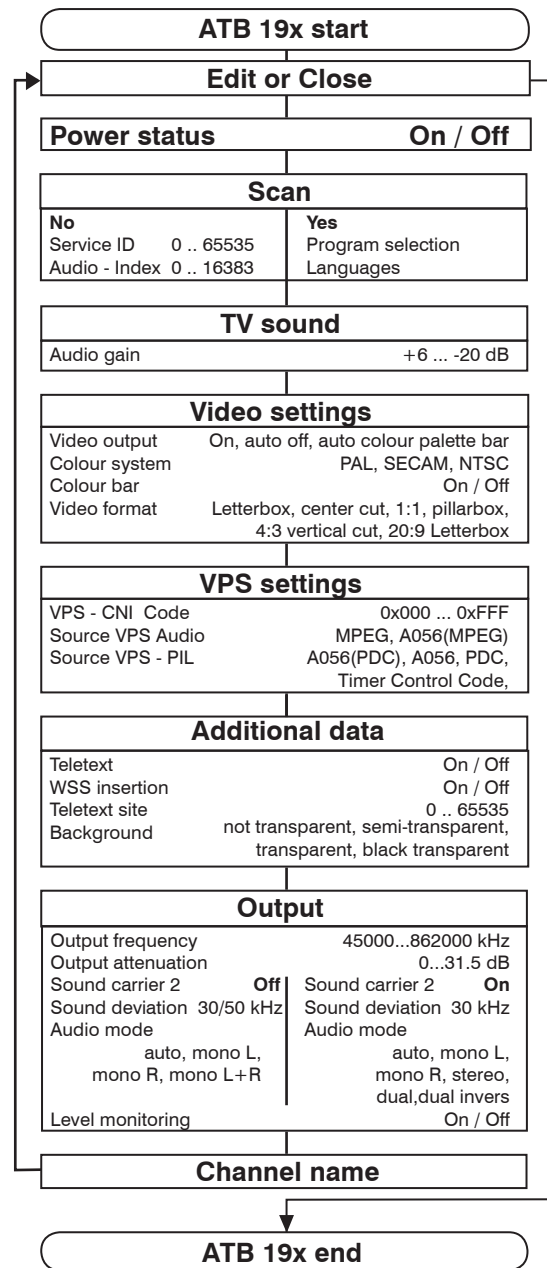 ATB 19x start
Edit or Close
Power status On / Off
Scan
No
Service ID 0 .. 65535
Audio - Index 0 .. 16383
Yes
Program selection
Languages
TV sound
Audio gain +6 ... -20 dB
Video settings
Video output On, auto off, auto colour palette bar
Colour system PAL, SECAM, NTSC
Colour bar On / Off
Video format Letterbox, center cut, 1:1, pillarbox,
4:3 vertical cut, 20:9 Letterbox
VPS settings
VPS - CNI Code 0x000 ... 0xFFF
Source VPS Audio MPEG, A056(MPEG)
Source VPS - PIL A056(PDC), A056, PDC,
Timer Control Code,
Additional data
Teletext On / Off
WSS insertion On / Off
Teletext site 0 .. 65535
Background not transparent, semi-transparent,
transparent, black transparent
Output
Output frequency 45000...862000 kHz
Output attenuation 0...31.5 dB
Sound carrier 2 Off
Sound deviation 30/50 kHz
Audio mode
auto, mono L,
mono R, mono L+R
Sound carrier 2 On
Sound deviation 30 kHz
Audio mode
auto, mono L,
mono R, stereo,
dual,dual invers
Level monitoring On / Off
Channel name
ATB 19x end